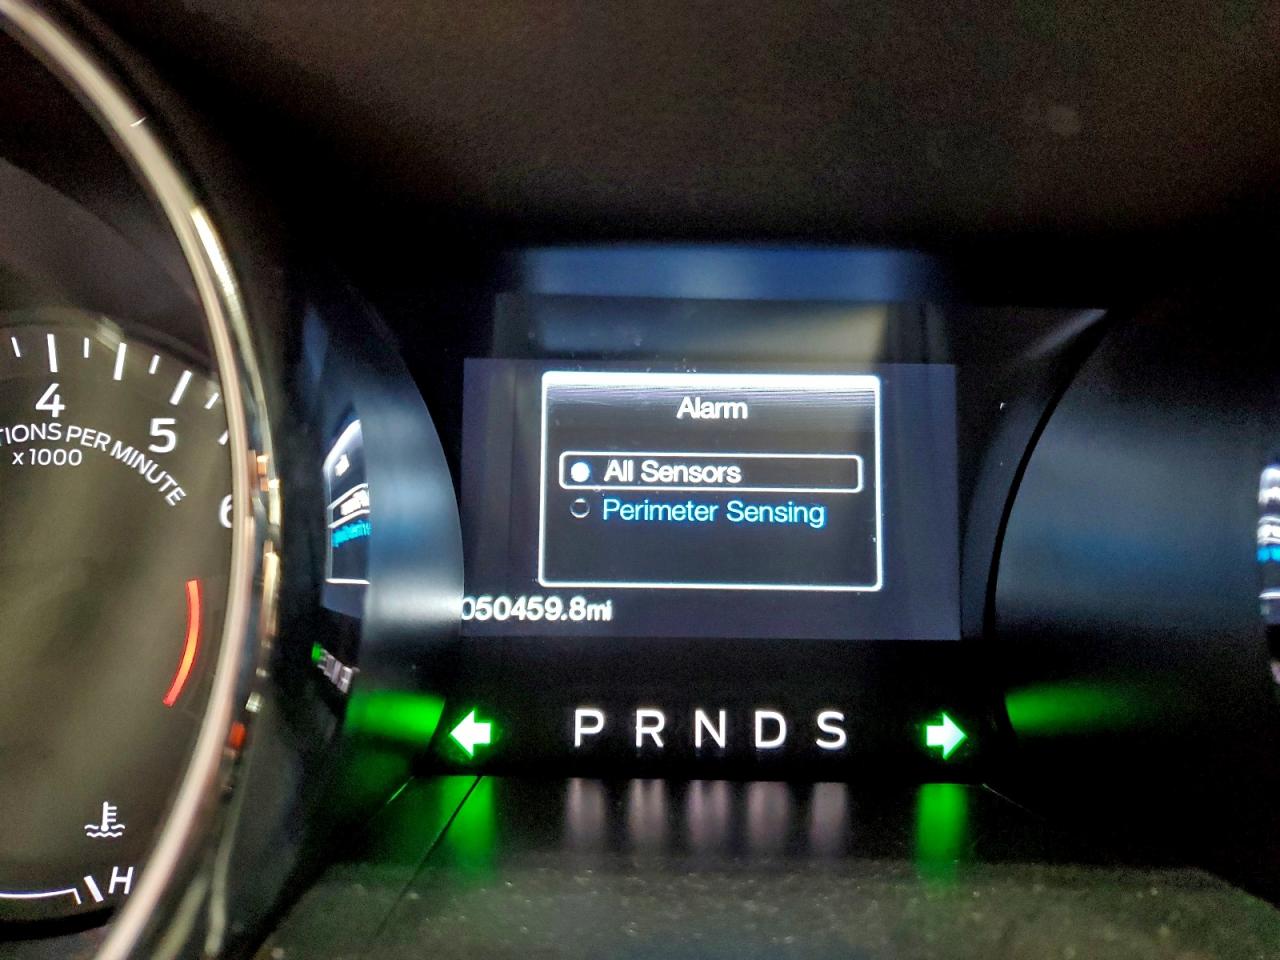 4
5
6
TIONS PER MINUTE
x1000
H
Alarm
All Sensors
Perimeter Sensing
050459.8mi
P R N D S